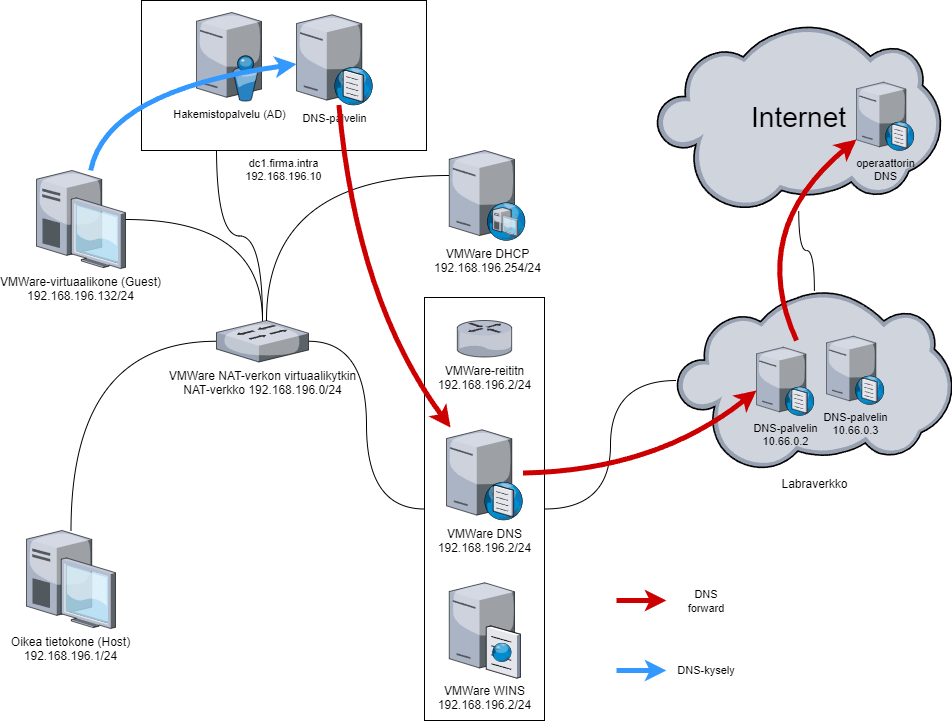 Hakemistopalvelu (AD)
DNS-palvelin
dc1.firma.intra
192.168.196.10
Internet
operaattorin
DNS
VMWare DHCP
192.168.196.254/24
VMWare-virtuaalikone (Guest)
192.168.196.132/24
VMWare NAT-verkon virtuaalikytkin
NAT-verkko 192.168.196.0/24
VMWare-reititn
192.168.196.2/24
DNS-palvelin
10.66.0.2
DNS-palvelin
10.66.0.3
Labraverkko
VMWare DNS
192.168.196.2/24
Oikea tietokone (Host)
192.168.196.1/24
VMWare WINS
192.168.196.2/24
DNS
forward
DNS-kysely